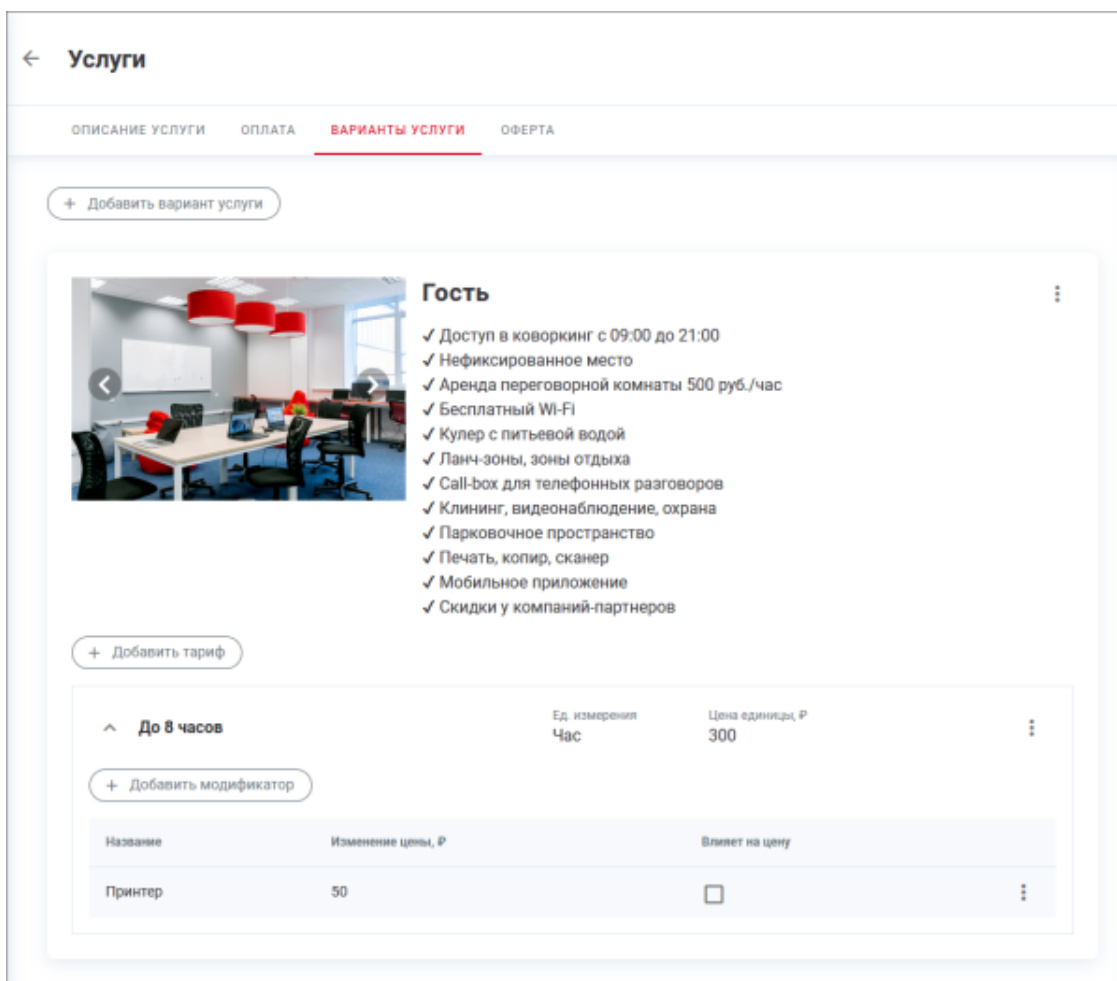 Услуги
ОПИСАНИЕ УСЛУГИ ОПЛАТА ВАРИАНТЫ УСЛУГИ ОФЕРТА
+ Добавить вариант услуги
Гость
✓ Доступ в коворкинг с 09:00 до 21:00
✓ Нефиксированное место
✓ Аренда переговорной комнаты 500 руб./час
✓ Бесплатный Wi-Fi
✓ Кулер с питьевой водой
✓ Ланч-зоны, зоны отдыха
✓ Call-box для телефонных разговоров
✓ Клининг, видеонаблюдение, охрана
✓ Парковочное пространство
✓ Печать, копир, сканер
✓ Мобильное приложение
✓ Скидки у компаний-партнеров
+ Добавить тариф
Ед. измерения Цена единицы, ₽
До 8 часов Час 300
+ Добавить модификатор
Название Изменение цены, ₽ Влияет на цену
Принтер 50